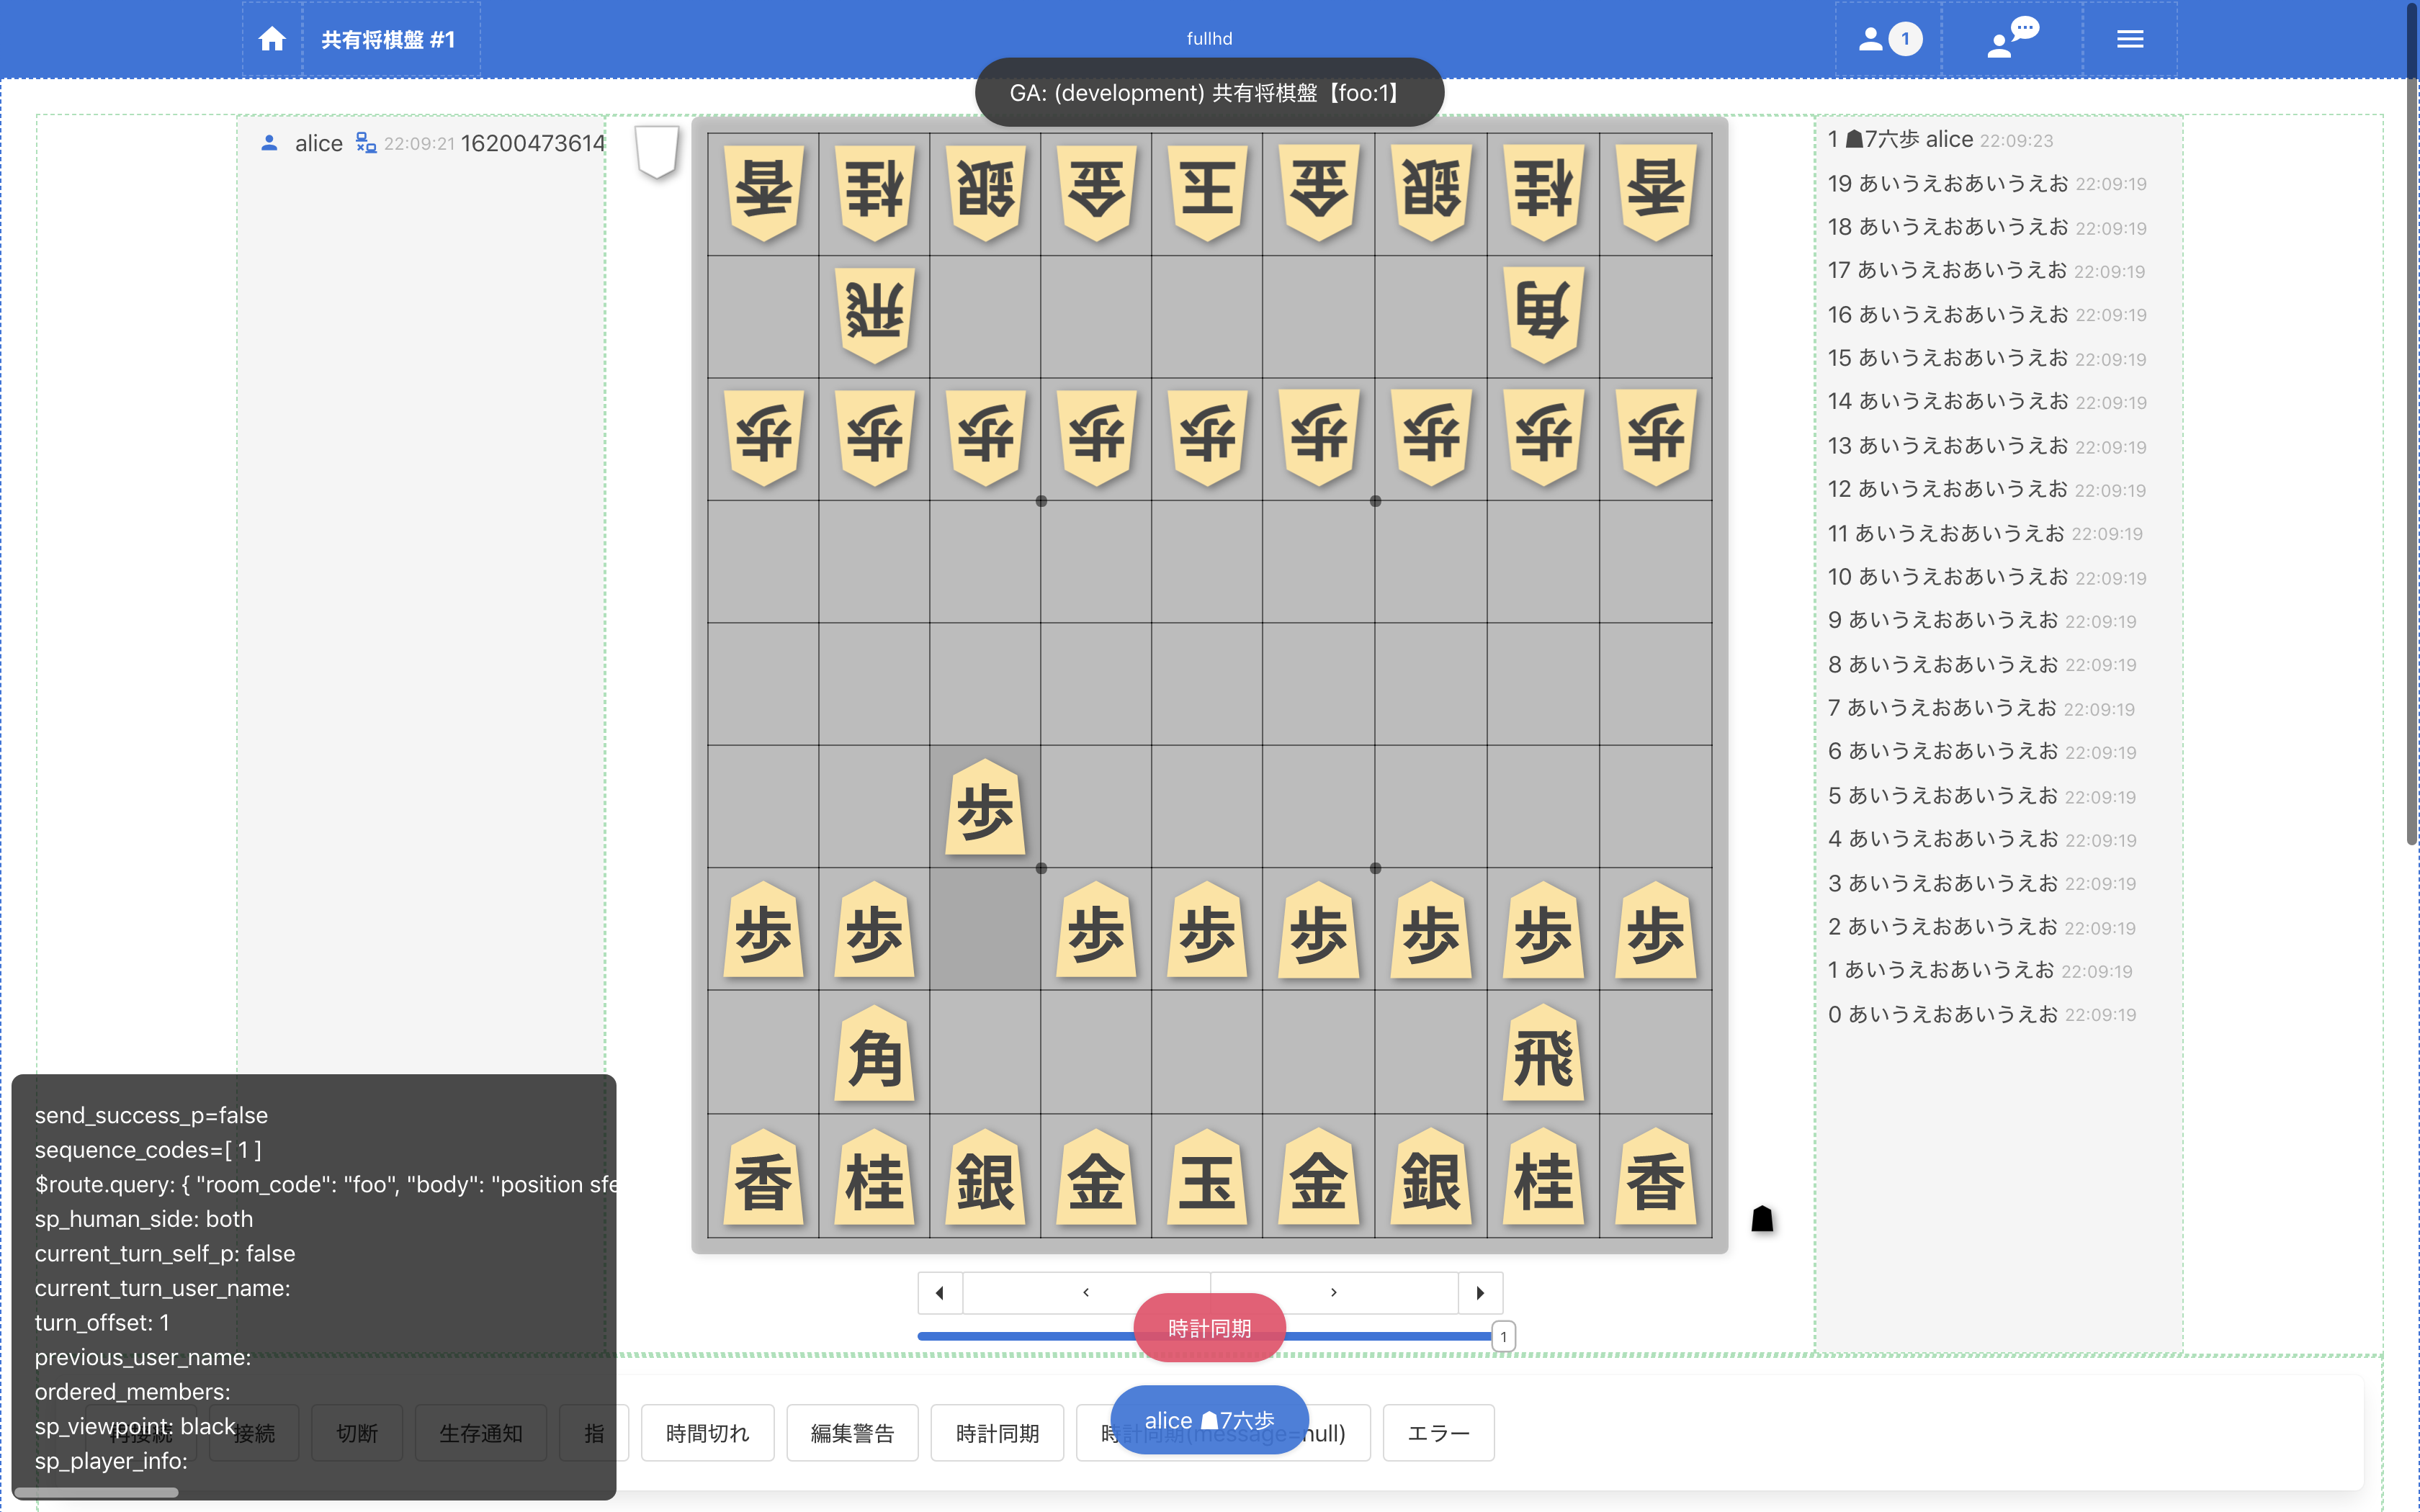 共有将棋盤 #1
fullhd
1
GA: (development) 共有将棋盤【foo:1】
alice 22:09:21 16200473614
香 桂 銀 金 玉 金 銀 桂 香
飛 角
歩 歩 歩 歩 歩 歩 歩 歩 歩
歩
歩 歩 歩 歩 歩 歩 歩 歩
角 飛
香 桂 銀 金 玉 金 銀 桂 香
1 ☗7六歩 alice 22:09:23
19 あいうえおあいうえお 22:09:19
18 あいうえおあいうえお 22:09:19
17 あいうえおあいうえお 22:09:19
16 あいうえおあいうえお 22:09:19
15 あいうえおあいうえお 22:09:19
14 あいうえおあいうえお 22:09:19
13 あいうえおあいうえお 22:09:19
12 あいうえおあいうえお 22:09:19
11 あいうえおあいうえお 22:09:19
10 あいうえおあいうえお 22:09:19
9 あいうえおあいうえお 22:09:19
8 あいうえおあいうえお 22:09:19
7 あいうえおあいうえお 22:09:19
6 あいうえおあいうえお 22:09:19
5 あいうえおあいうえお 22:09:19
4 あいうえおあいうえお 22:09:19
3 あいうえおあいうえお 22:09:19
2 あいうえおあいうえお 22:09:19
1 あいうえおあいうえお 22:09:19
0 あいうえおあいうえお 22:09:19
1
時計同期
alice ☗7六歩
send_success_p=false
sequence_codes=[ 1 ]
$route.query: { "room_code": "foo", "body": "position sfe
sp_human_side: both
current_turn_self_p: false
current_turn_user_name:
turn_offset: 1
previous_user_name:
ordered_members:
sp_viewpoint: black
sp_player_info:
再接続 接続 切断 生存通知 指 時間切れ 編集警告 時計同期 時計同期(message=null) エラー